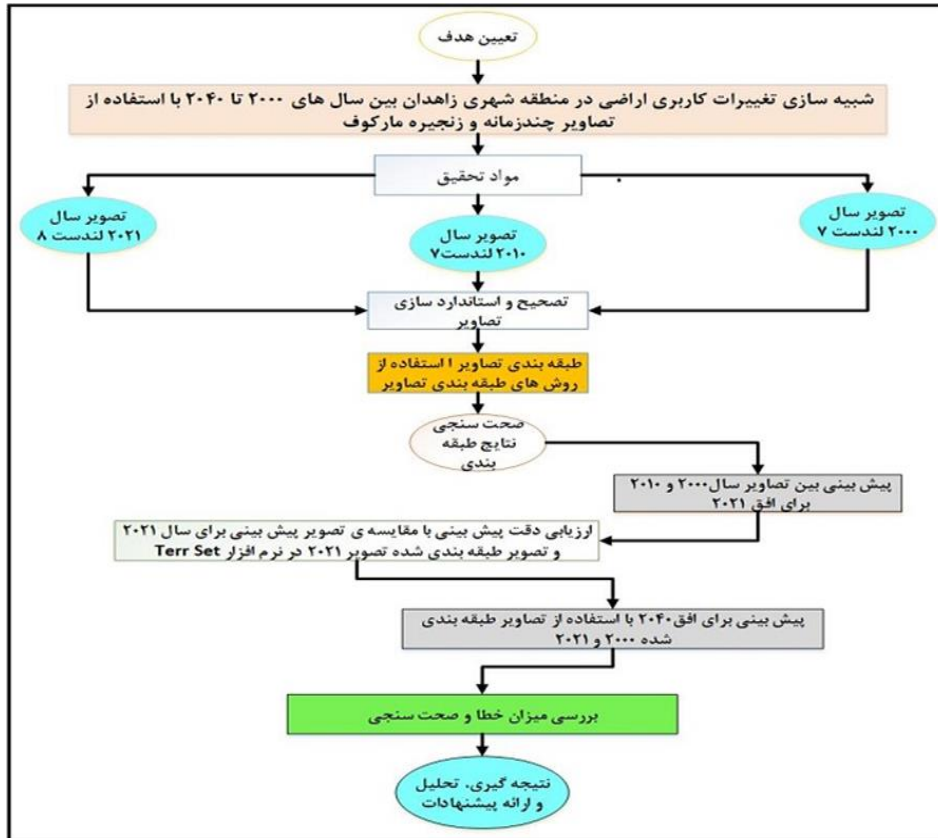 تعیین هدف
شبیه سازی تغییرات کاربری اراضی در منطقه شهری زاهدان بین سال های ۲۰۰۰ تا ۲۰۴۰ با استفاده از
تصاویر چندزمانه و زنجیره مارکوف
مواد تحقیق
تصویر سال
۲۰۰۰ لندست ۷
تصویر سال
۲۰۱۰ لندست۷
تصویر سال
۲۰۲۱ لندست ۸
تصحیح و استاندارد سازی
تصاویر
طبقه بندی تصاویر ا استفاده از
روش های طبقه بندی تصاویر
صحت سنجی
نتایج طبقه
بندی
پیش بینی بین تصاویر سال۲۰۰۰ و ۲۰۱۰
برای افق ۲۰۲۱
ارزیابی دقت پیش بینی با مقایسه ی تصویر پیش بینی برای سال ۲۰۲۱
و تصویر طبقه بندی شده تصویر ۲۰۲۱ در نرم افزار Terr Set
پیش بینی برای افق۲۰۴۰ با استفاده از تصاویر طبقه بندی
شده ۲۰۰۰ و ۲۰۲۱
بررسی میزان خطا و صحت سنجی
نتیجه گیری، تحلیل
و ارائه پیشنهادات